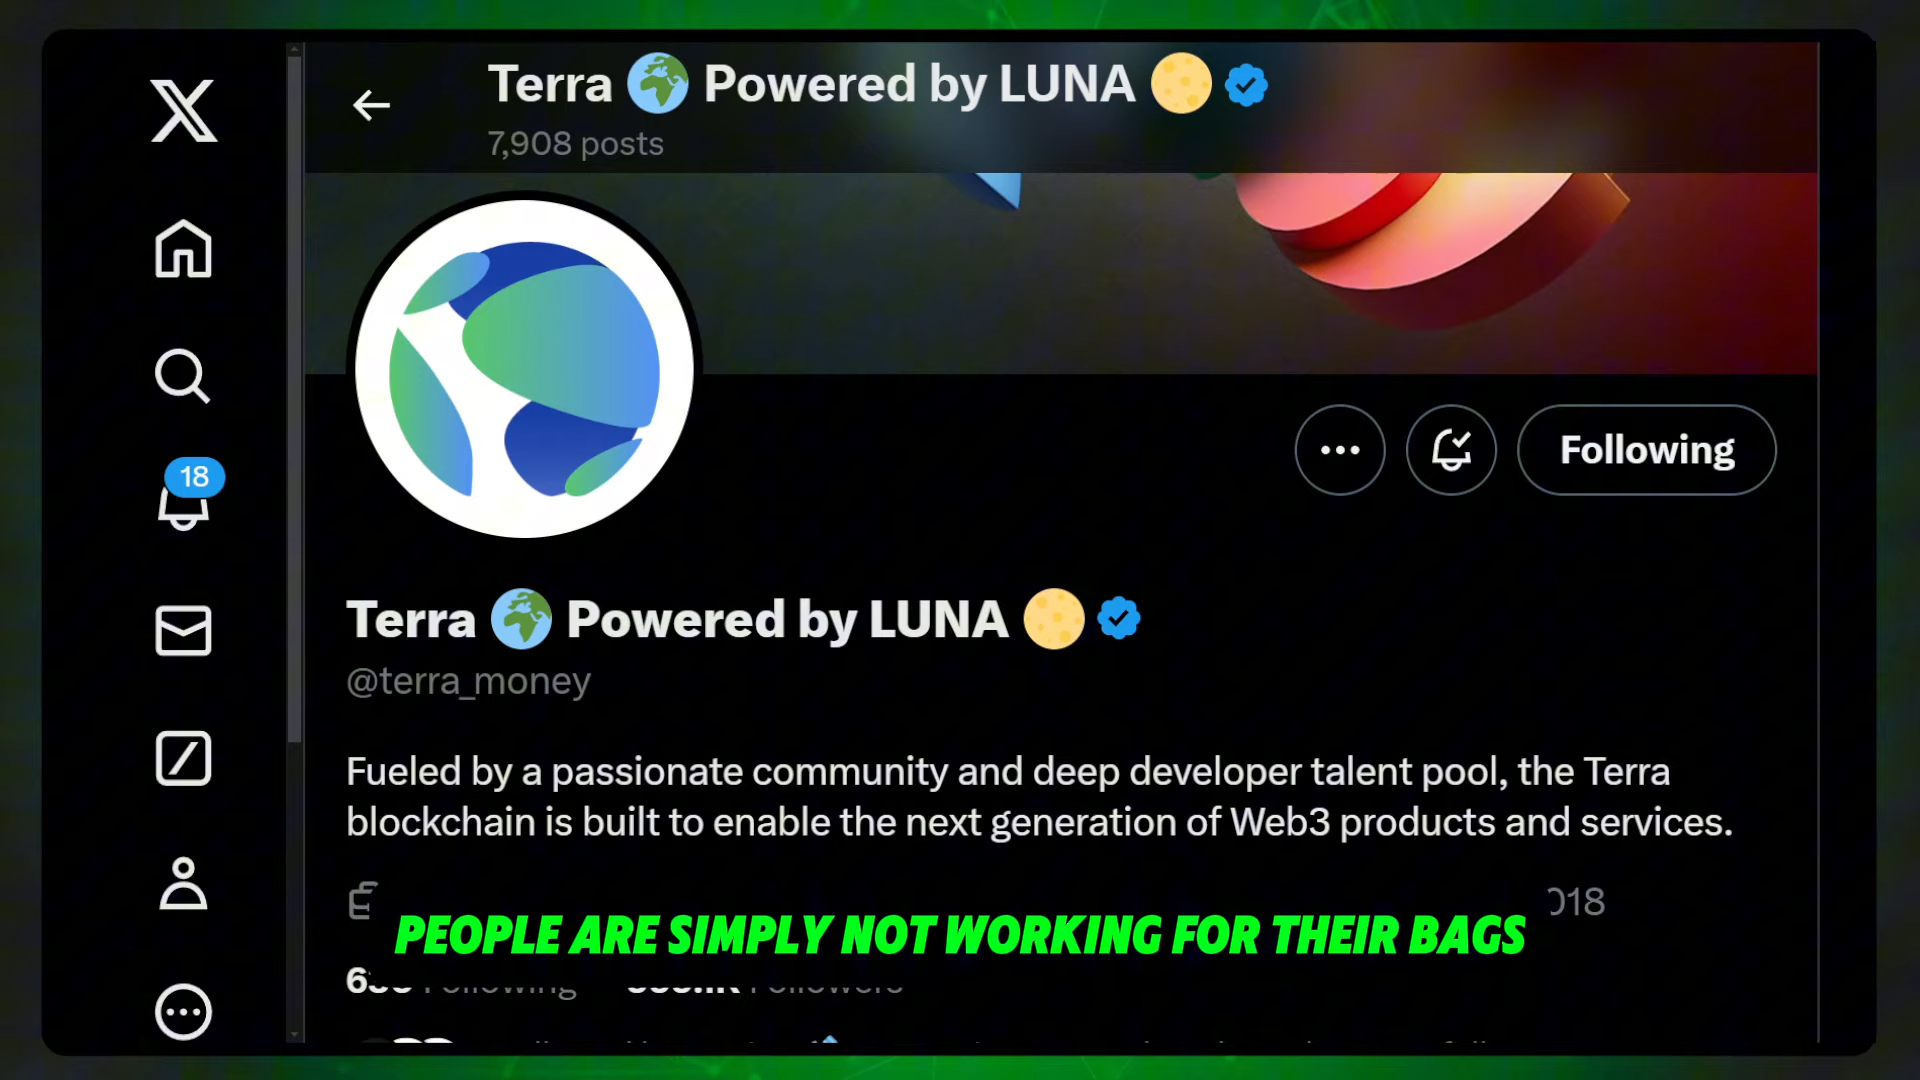 Terra 🌍 Powered by LUNA 🌕
7,908 posts
18
Following
Terra 🌍 Powered by LUNA 🌕
@terra_money
Fueled by a passionate community and deep developer talent pool, the Terra
blockchain is built to enable the next generation of Web3 products and services.
PEOPLE ARE SIMPLY NOT WORKING FOR THEIR BAGS
Following Followers